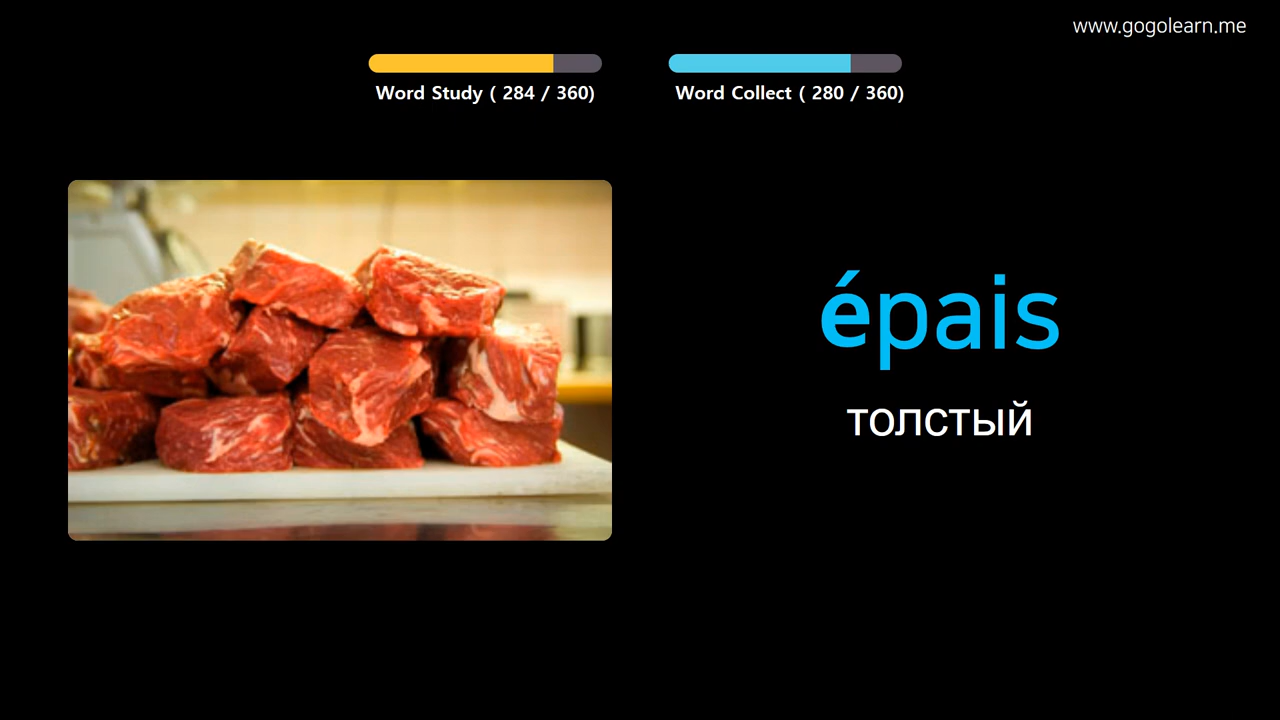 www.gogolearn.me
Word Study ( 284 / 360)
Word Collect ( 280 / 360)
épais
толстый